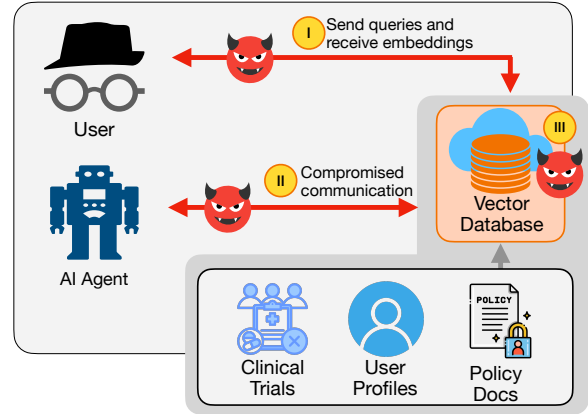 I
Send queries and
receive embeddings
User
III
II
Compromised
communication
Vector
Database
AI Agent
POLICY
Clinical
Trials
User
Profiles
Policy
Docs